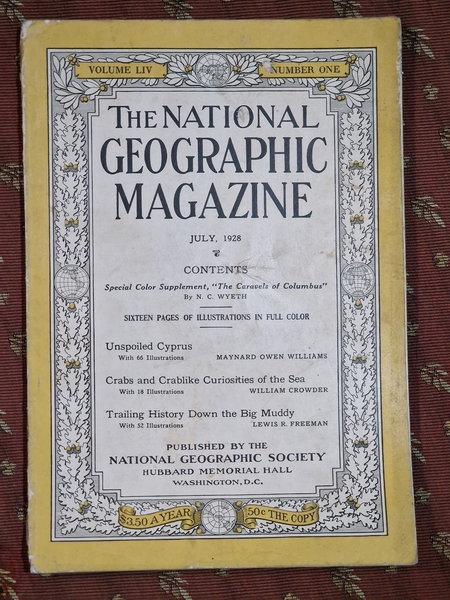 VOLUME LIV NUMBER ONE
THE NATIONAL
GEOGRAPHIC
MAGAZINE
JULY, 1928
CONTENTS
Special Color Supplement, "The Caravels of Columbus"
By N. C. WYETH
SIXTEEN PAGES OF ILLUSTRATIONS IN FULL COLOR
Unspoiled Cyprus
With 66 Illustrations MAYNARD OWEN WILLIAMS
Crabs and Crablike Curiosities of the Sea
With 18 Illustrations WILLIAM CROWDER
Trailing History Down the Big Muddy
With 52 Illustrations LEWIS R. FREEMAN
PUBLISHED BY THE
NATIONAL GEOGRAPHIC SOCIETY
HUBBARD MEMORIAL HALL
WASHINGTON, D.C.
$3.50 A YEAR 50¢ THE COPY